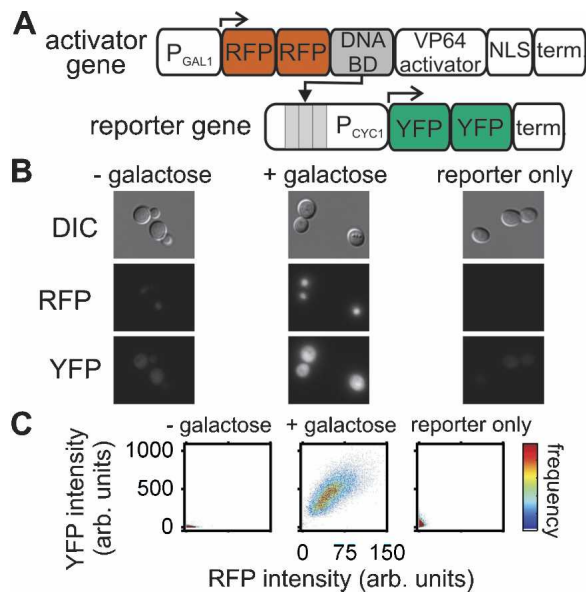 A
activator gene
P GAL1 RFP RFP DNA BD VP64 activator NLS term.
reporter gene
P CYC1 YFP YFP term.
B
- galactose + galactose reporter only
DIC
RFP
YFP
C
- galactose + galactose reporter only
YFP intensity
(arb. units)
1000
500
0
0 75 150
RFP intensity (arb. units)
frequency